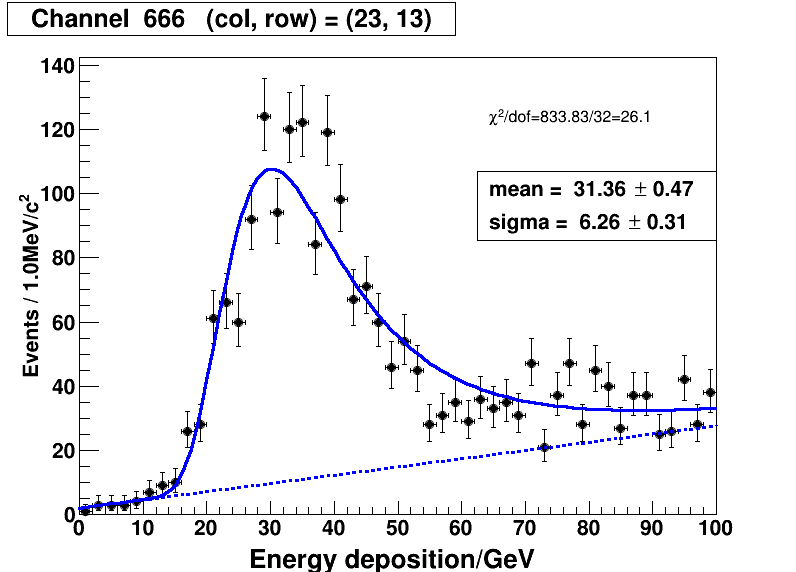 Channel 666 (col, row) = (23, 13)
χ²/dof=833.83/32=26.1
mean = 31.36 ± 0.47
sigma = 6.26 ± 0.31
Events / 1.0MeV/c²
140
120
100
80
60
40
20
0
0 10 20 30 40 50 60 70 80 90 100
Energy deposition/GeV